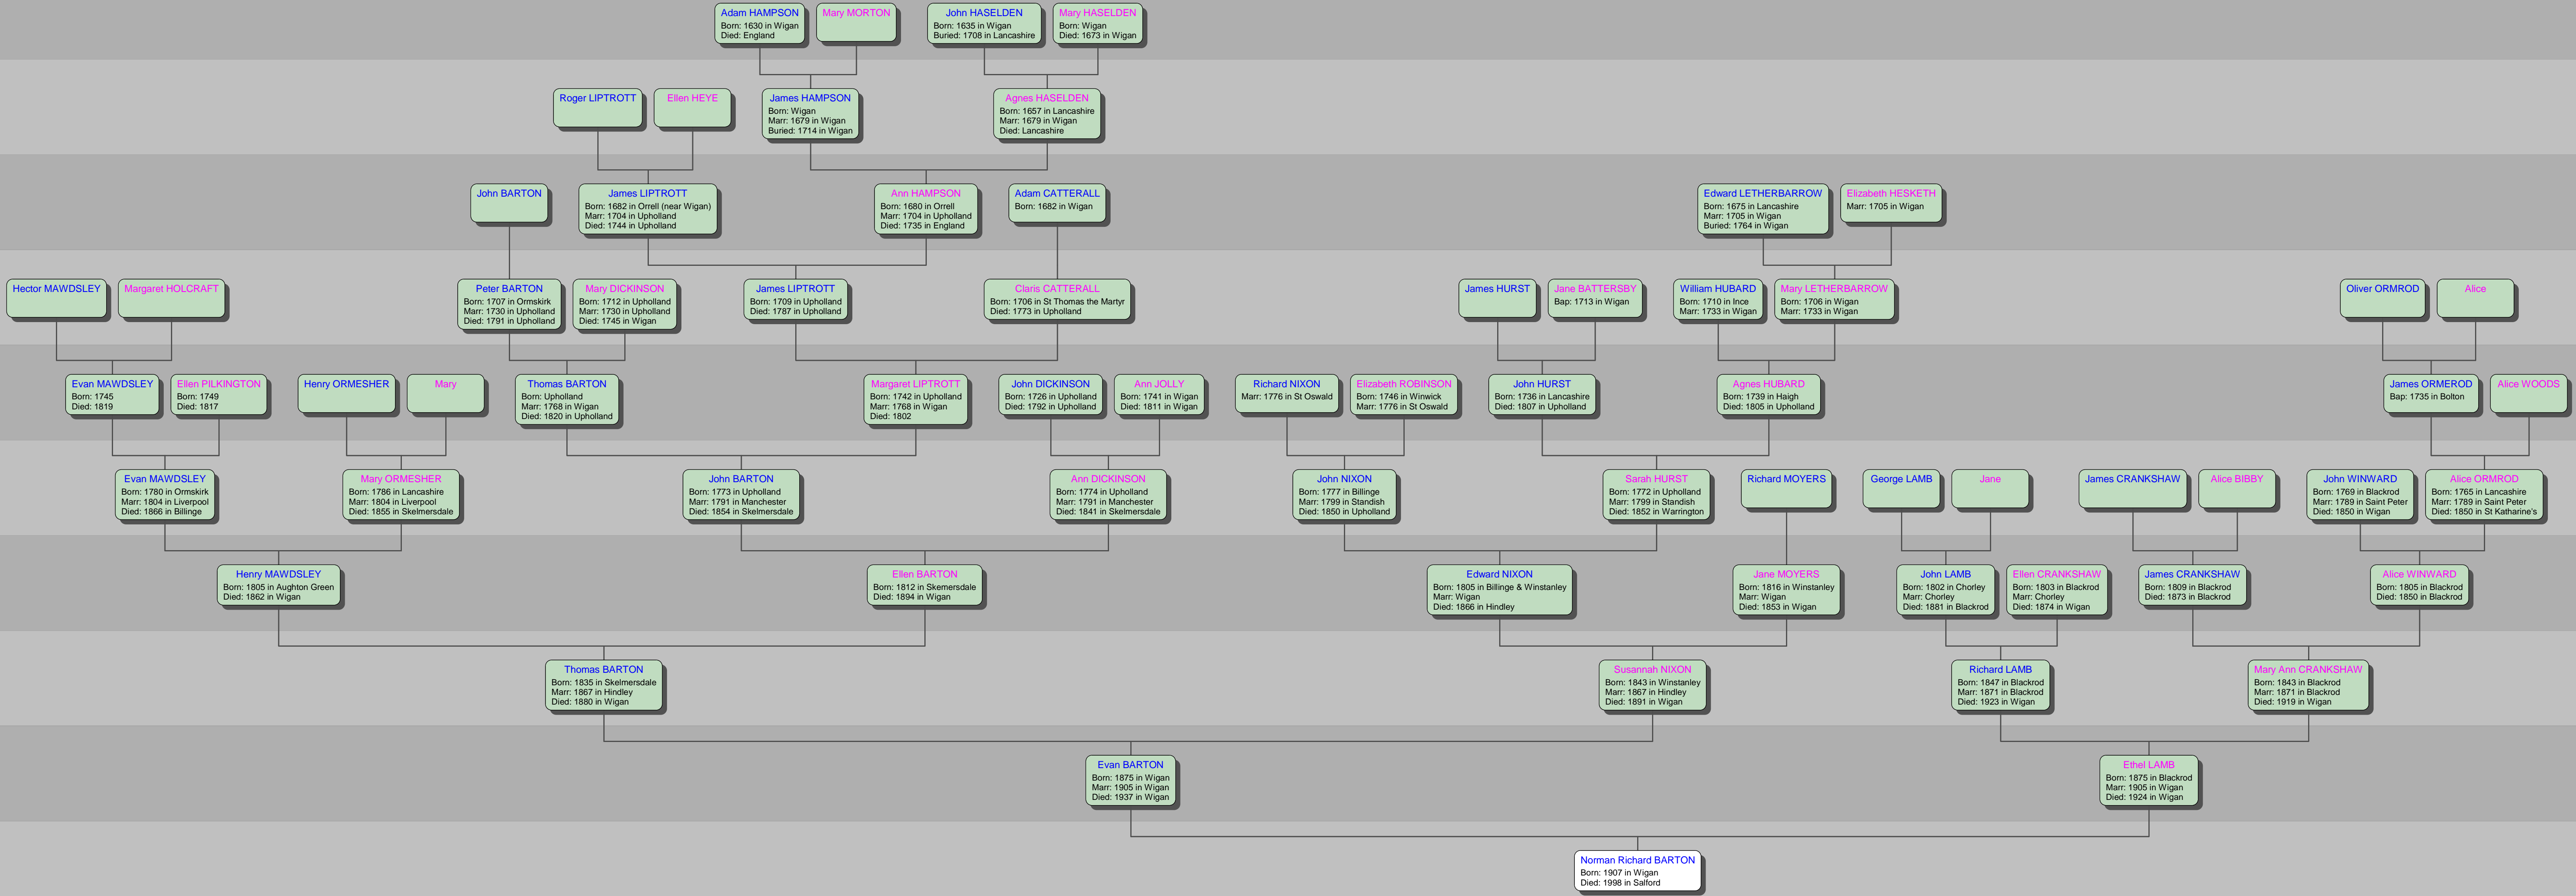 Adam HAMPSON
Born: 1630 in Wigan
Died: England
Mary MORTON
John HASELDEN
Born: 1635 in Wigan
Buried: 1708 in Lancashire
Mary HASELDEN
Born: Wigan
Died: 1673 in Wigan
Roger LIPTROTT
Ellen HEYE
James HAMPSON
Born: Wigan
Marr: 1679 in Wigan
Buried: 1714 in Wigan
Agnes HASELDEN
Born: 1657 in Lancashire
Marr: 1679 in Wigan
Died: Lancashire
John BARTON
James LIPTROTT
Born: 1682 in Orrell (near Wigan)
Marr: 1704 in Upholland
Died: 1744 in Upholland
Ann HAMPSON
Born: 1680 in Orrell
Marr: 1704 in Upholland
Died: 1735 in England
Adam CATTERALL
Born: 1682 in Wigan
Edward LETHERBARROW
Born: 1675 in Lancashire
Marr: 1705 in Wigan
Buried: 1764 in Wigan
Elizabeth HESKETH
Marr: 1705 in Wigan
Hector MAWDSLEY
Margaret HOLCRAFT
Peter BARTON
Born: 1707 in Ormskirk
Marr: 1730 in Upholland
Died: 1791 in Upholland
Mary DICKINSON
Born: 1712 in Upholland
Marr: 1730 in Upholland
Died: 1745 in Wigan
James LIPTROTT
Born: 1709 in Upholland
Died: 1787 in Upholland
Claris CATTERALL
Born: 1706 in St Thomas the Martyr
Died: 1773 in Upholland
James HURST
Jane BATTERSBY
Bap: 1713 in Wigan
William HUBARD
Born: 1710 in Ince
Marr: 1733 in Wigan
Mary LETHERBARROW
Born: 1706 in Wigan
Marr: 1733 in Wigan
Oliver ORMROD
Alice
Evan MAWDSLEY
Born: 1745
Died: 1819
Ellen PILKINGTON
Born: 1749
Died: 1817
Henry ORMESHER
Mary
Thomas BARTON
Born: Upholland
Marr: 1768 in Wigan
Died: 1820 in Upholland
Margaret LIPTROTT
Born: 1742 in Upholland
Marr: 1768 in Wigan
Died: 1802
John DICKINSON
Born: 1726 in Upholland
Died: 1792 in Upholland
Ann JOLLY
Born: 1741 in Wigan
Died: 1811 in Wigan
Richard NIXON
Marr: 1776 in St Oswald
Elizabeth ROBINSON
Born: 1746 in Winwick
Marr: 1776 in St Oswald
John HURST
Born: 1736 in Lancashire
Died: 1807 in Upholland
Agnes HUBARD
Born: 1739 in Haigh
Died: 1805 in Upholland
James ORMEROD
Bap: 1735 in Bolton
Alice WOODS
Evan MAWDSLEY
Born: 1780 in Ormskirk
Marr: 1804 in Liverpool
Died: 1866 in Billinge
Mary ORMESHER
Born: 1786 in Lancashire
Marr: 1804 in Liverpool
Died: 1855 in Skelmersdale
John BARTON
Born: 1773 in Upholland
Marr: 1791 in Manchester
Died: 1854 in Skelmersdale
Ann DICKINSON
Born: 1774 in Upholland
Marr: 1791 in Manchester
Died: 1841 in Skelmersdale
John NIXON
Born: 1777 in Billinge
Marr: 1799 in Standish
Died: 1850 in Upholland
Sarah HURST
Born: 1772 in Upholland
Marr: 1799 in Standish
Died: 1852 in Warrington
Richard MOYERS
George LAMB
Jane
James CRANKSHAW
Alice BIBBY
John WINWARD
Born: 1769 in Blackrod
Marr: 1789 in Saint Peter
Died: 1850 in Wigan
Alice ORMROD
Born: 1765 in Lancashire
Marr: 1789 in Saint Peter
Died: 1850 in St Katharine's
Henry MAWDSLEY
Born: 1805 in Aughton Green
Died: 1862 in Wigan
Ellen BARTON
Born: 1812 in Skemersdale
Died: 1894 in Wigan
Edward NIXON
Born: 1805 in Billinge & Winstanley
Marr: Wigan
Died: 1866 in Hindley
Jane MOYERS
Born: 1816 in Winstanley
Marr: Wigan
Died: 1853 in Wigan
John LAMB
Born: 1802 in Chorley
Marr: Chorley
Died: 1881 in Blackrod
Ellen CRANKSHAW
Born: 1803 in Blackrod
Marr: Chorley
Died: 1874 in Wigan
James CRANKSHAW
Born: 1809 in Blackrod
Died: 1873 in Blackrod
Alice WINWARD
Born: 1805 in Blackrod
Died: 1850 in Blackrod
Thomas BARTON
Born: 1835 in Skelmersdale
Marr: 1867 in Hindley
Died: 1880 in Wigan
Susannah NIXON
Born: 1843 in Winstanley
Marr: 1867 in Hindley
Died: 1891 in Wigan
Richard LAMB
Born: 1847 in Blackrod
Marr: 1871 in Blackrod
Died: 1923 in Wigan
Mary Ann CRANKSHAW
Born: 1843 in Blackrod
Marr: 1871 in Blackrod
Died: 1919 in Wigan
Evan BARTON
Born: 1875 in Wigan
Marr: 1905 in Wigan
Died: 1937 in Wigan
Ethel LAMB
Born: 1875 in Blackrod
Marr: 1905 in Wigan
Died: 1924 in Wigan
Norman Richard BARTON
Born: 1907 in Wigan
Died: 1998 in Salford